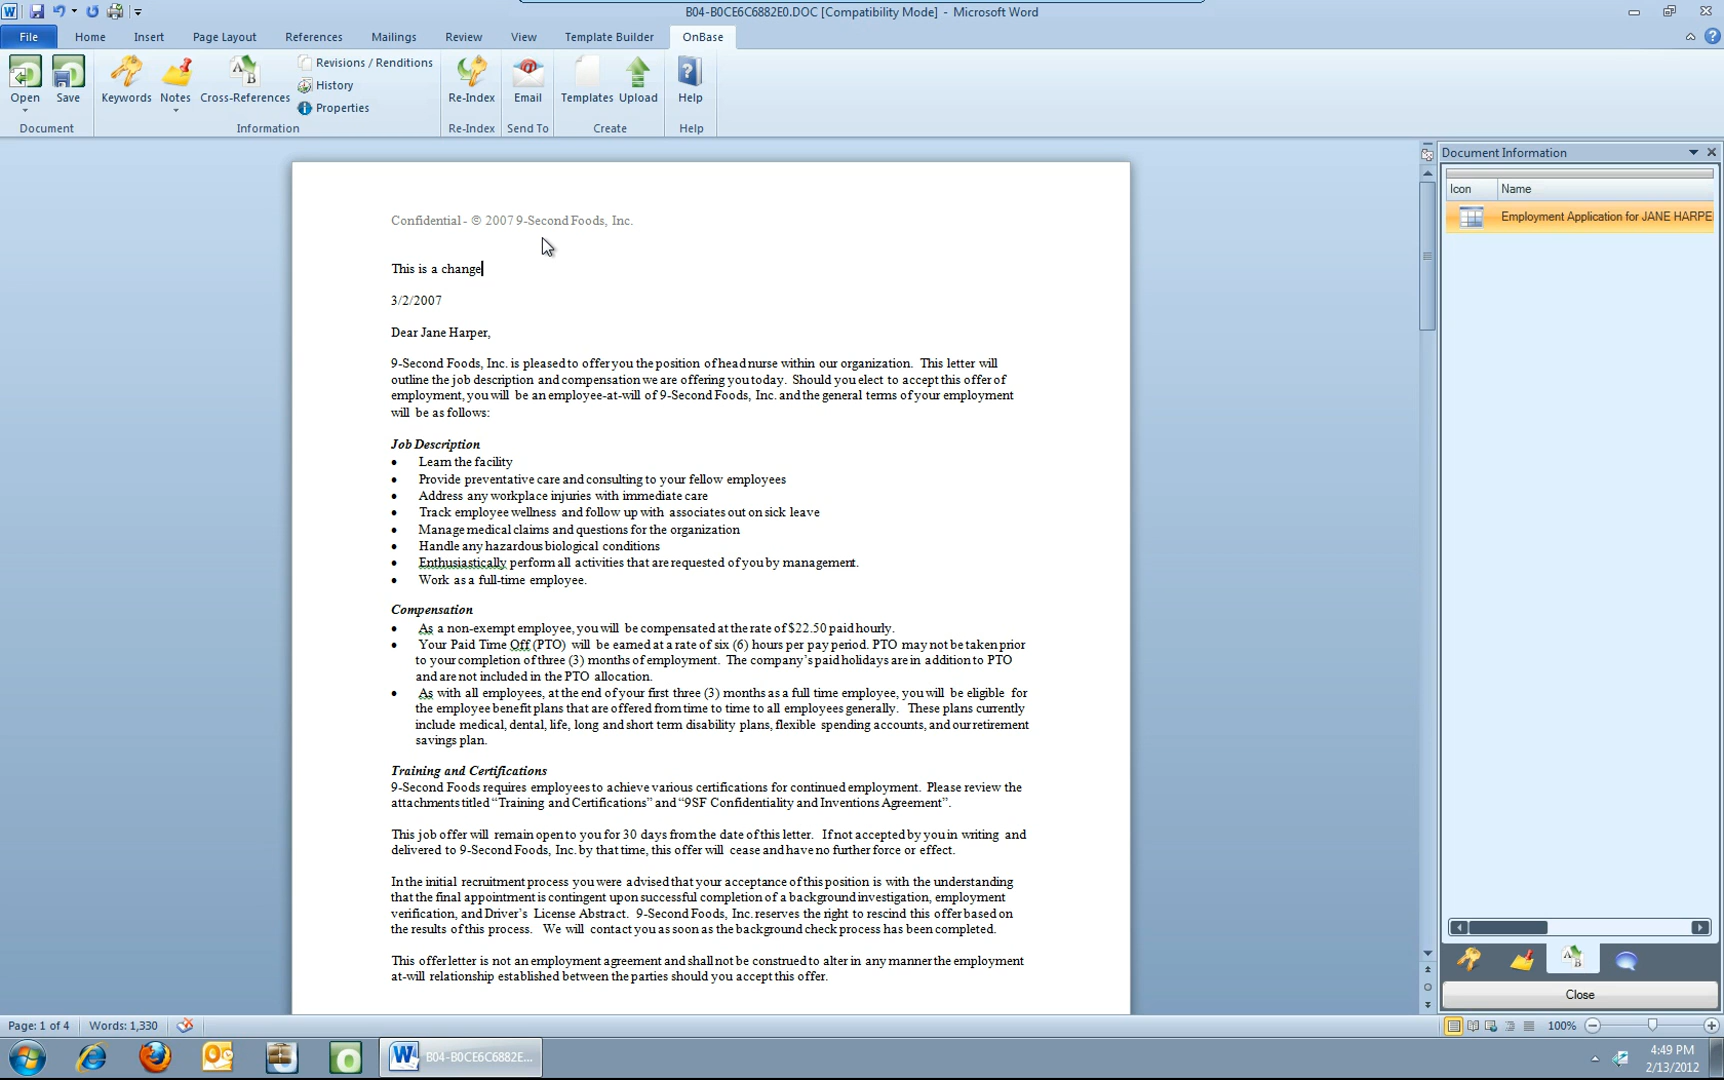 B04-B0CE6C6882E0.DOC [Compatibility Mode] - Microsoft Word
File Home Insert Page Layout References Mailings Review View Template Builder OnBase
Open Save Keywords Notes Cross-References Revisions / Renditions Re-Index Email Templates Upload Help
History
Properties
Document Information Re-Index Send To Create Help
Document Information
Icon Name
Employment Application for JANE HARPE
Confidential - © 2007 9-Second Foods, Inc.
This is a change
3/2/2007
Dear Jane Harper,
9-Second Foods, Inc. is pleased to offer you the position of head nurse within our organization. This letter will
outline the job description and compensation we are offering you today. Should you elect to accept this offer of
employment, you will be an employee-at-will of 9-Second Foods, Inc. and the general terms of your employment
will be as follows:
Job Description
• Learn the facility
• Provide preventative care and consulting to your fellow employees
• Address any workplace injuries with immediate care
• Track employee wellness and follow up with associates out on sick leave
• Manage medical claims and questions for the organization
• Handle any hazardous biological conditions
• Enthusiastically perform all activities that are requested of you by management.
• Work as a full-time employee.
Compensation
• As a non-exempt employee, you will be compensated at the rate of $22.50 paid hourly.
• Your Paid Time Off (PTO) will be earned at a rate of six (6) hours per pay period. PTO may not be taken prior
to your completion of three (3) months of employment. The company's paid holidays are in addition to PTO
and are not included in the PTO allocation.
• As with all employees, at the end of your first three (3) months as a full time employee, you will be eligible for
the employee benefit plans that are offered from time to time to all employees generally. These plans currently
include medical, dental, life, long and short term disability plans, flexible spending accounts, and our retirement
savings plan.
Training and Certifications
9-Second Foods requires employees to achieve various certifications for continued employment. Please review the
attachments titled “Training and Certifications” and “9SF Confidentiality and Inventions Agreement”.
This job offer will remain open to you for 30 days from the date of this letter. If not accepted by you in writing and
delivered to 9-Second Foods, Inc. by that time, this offer will cease and have no further force or effect.
In the initial recruitment process you were advised that your acceptance of this position is with the understanding
that the final appointment is contingent upon successful completion of a background investigation, employment
verification, and Driver's License Abstract. 9-Second Foods, Inc. reserves the right to rescind this offer based on
the results of this process. We will contact you as soon as the background check process has been completed.
This offer letter is not an employment agreement and shall not be construed to alter in any manner the employment
at-will relationship established between the parties should you accept this offer.
Close
Page: 1 of 4 Words: 1,330 100%
B04-B0CE6C6882E...
4:49 PM
2/13/2012